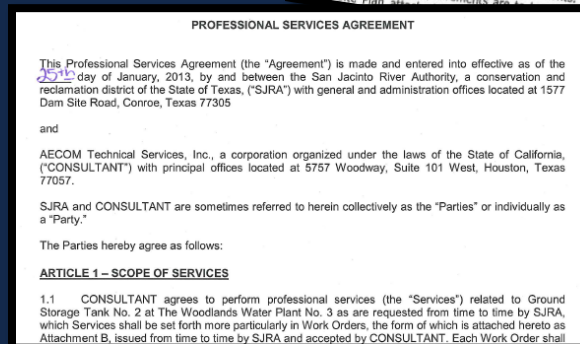 PROFESSIONAL SERVICES AGREEMENT
This Professional Services Agreement (the “Agreement”) is made and entered into effective as of the
25th day of January, 2013, by and between the San Jacinto River Authority, a conservation and
reclamation district of the State of Texas, (“SJRA”) with general and administration offices located at 1577
Dam Site Road, Conroe, Texas 77305
and
AECOM Technical Services, Inc., a corporation organized under the laws of the State of California,
(“CONSULTANT”) with principal offices located at 5757 Woodway, Suite 101 West, Houston, Texas
77057.
SJRA and CONSULTANT are sometimes referred to herein collectively as the “Parties” or individually as
a “Party.”
The Parties hereby agree as follows:
ARTICLE 1 – SCOPE OF SERVICES
1.1 CONSULTANT agrees to perform professional services (the “Services”) related to Ground
Storage Tank No. 2 at The Woodlands Water Plant No. 3 as are requested from time to time by SJRA,
which Services shall be set forth more particularly in Work Orders, the form of which is attached hereto as
Attachment B, issued from time to time by SJRA and accepted by CONSULTANT. Each Work Order shall